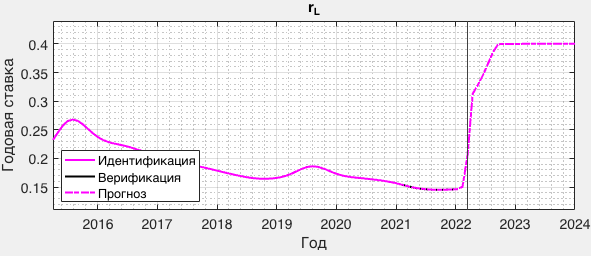 r_L
Годовая ставка
0.4
0.35
0.3
0.25
0.2
0.15
Идентификация
Верификация
Прогноз
2016 2017 2018 2019 2020 2021 2022 2023 2024
Год